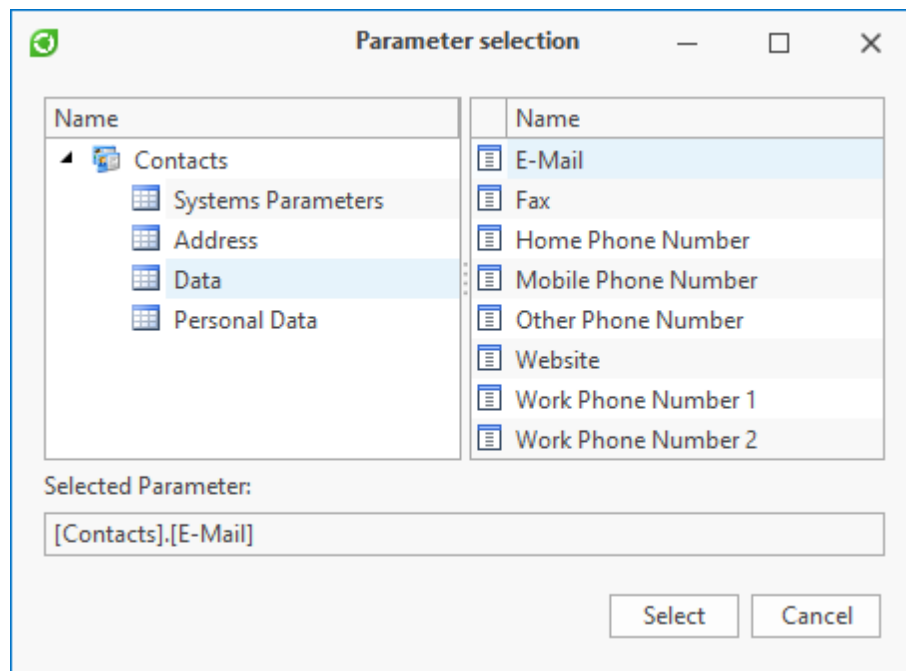 Parameter selection
Name
Contacts
Systems Parameters
Address
Data
Personal Data
Name
E-Mail
Fax
Home Phone Number
Mobile Phone Number
Other Phone Number
Website
Work Phone Number 1
Work Phone Number 2
Selected Parameter:
[Contacts].[E-Mail]
Select
Cancel